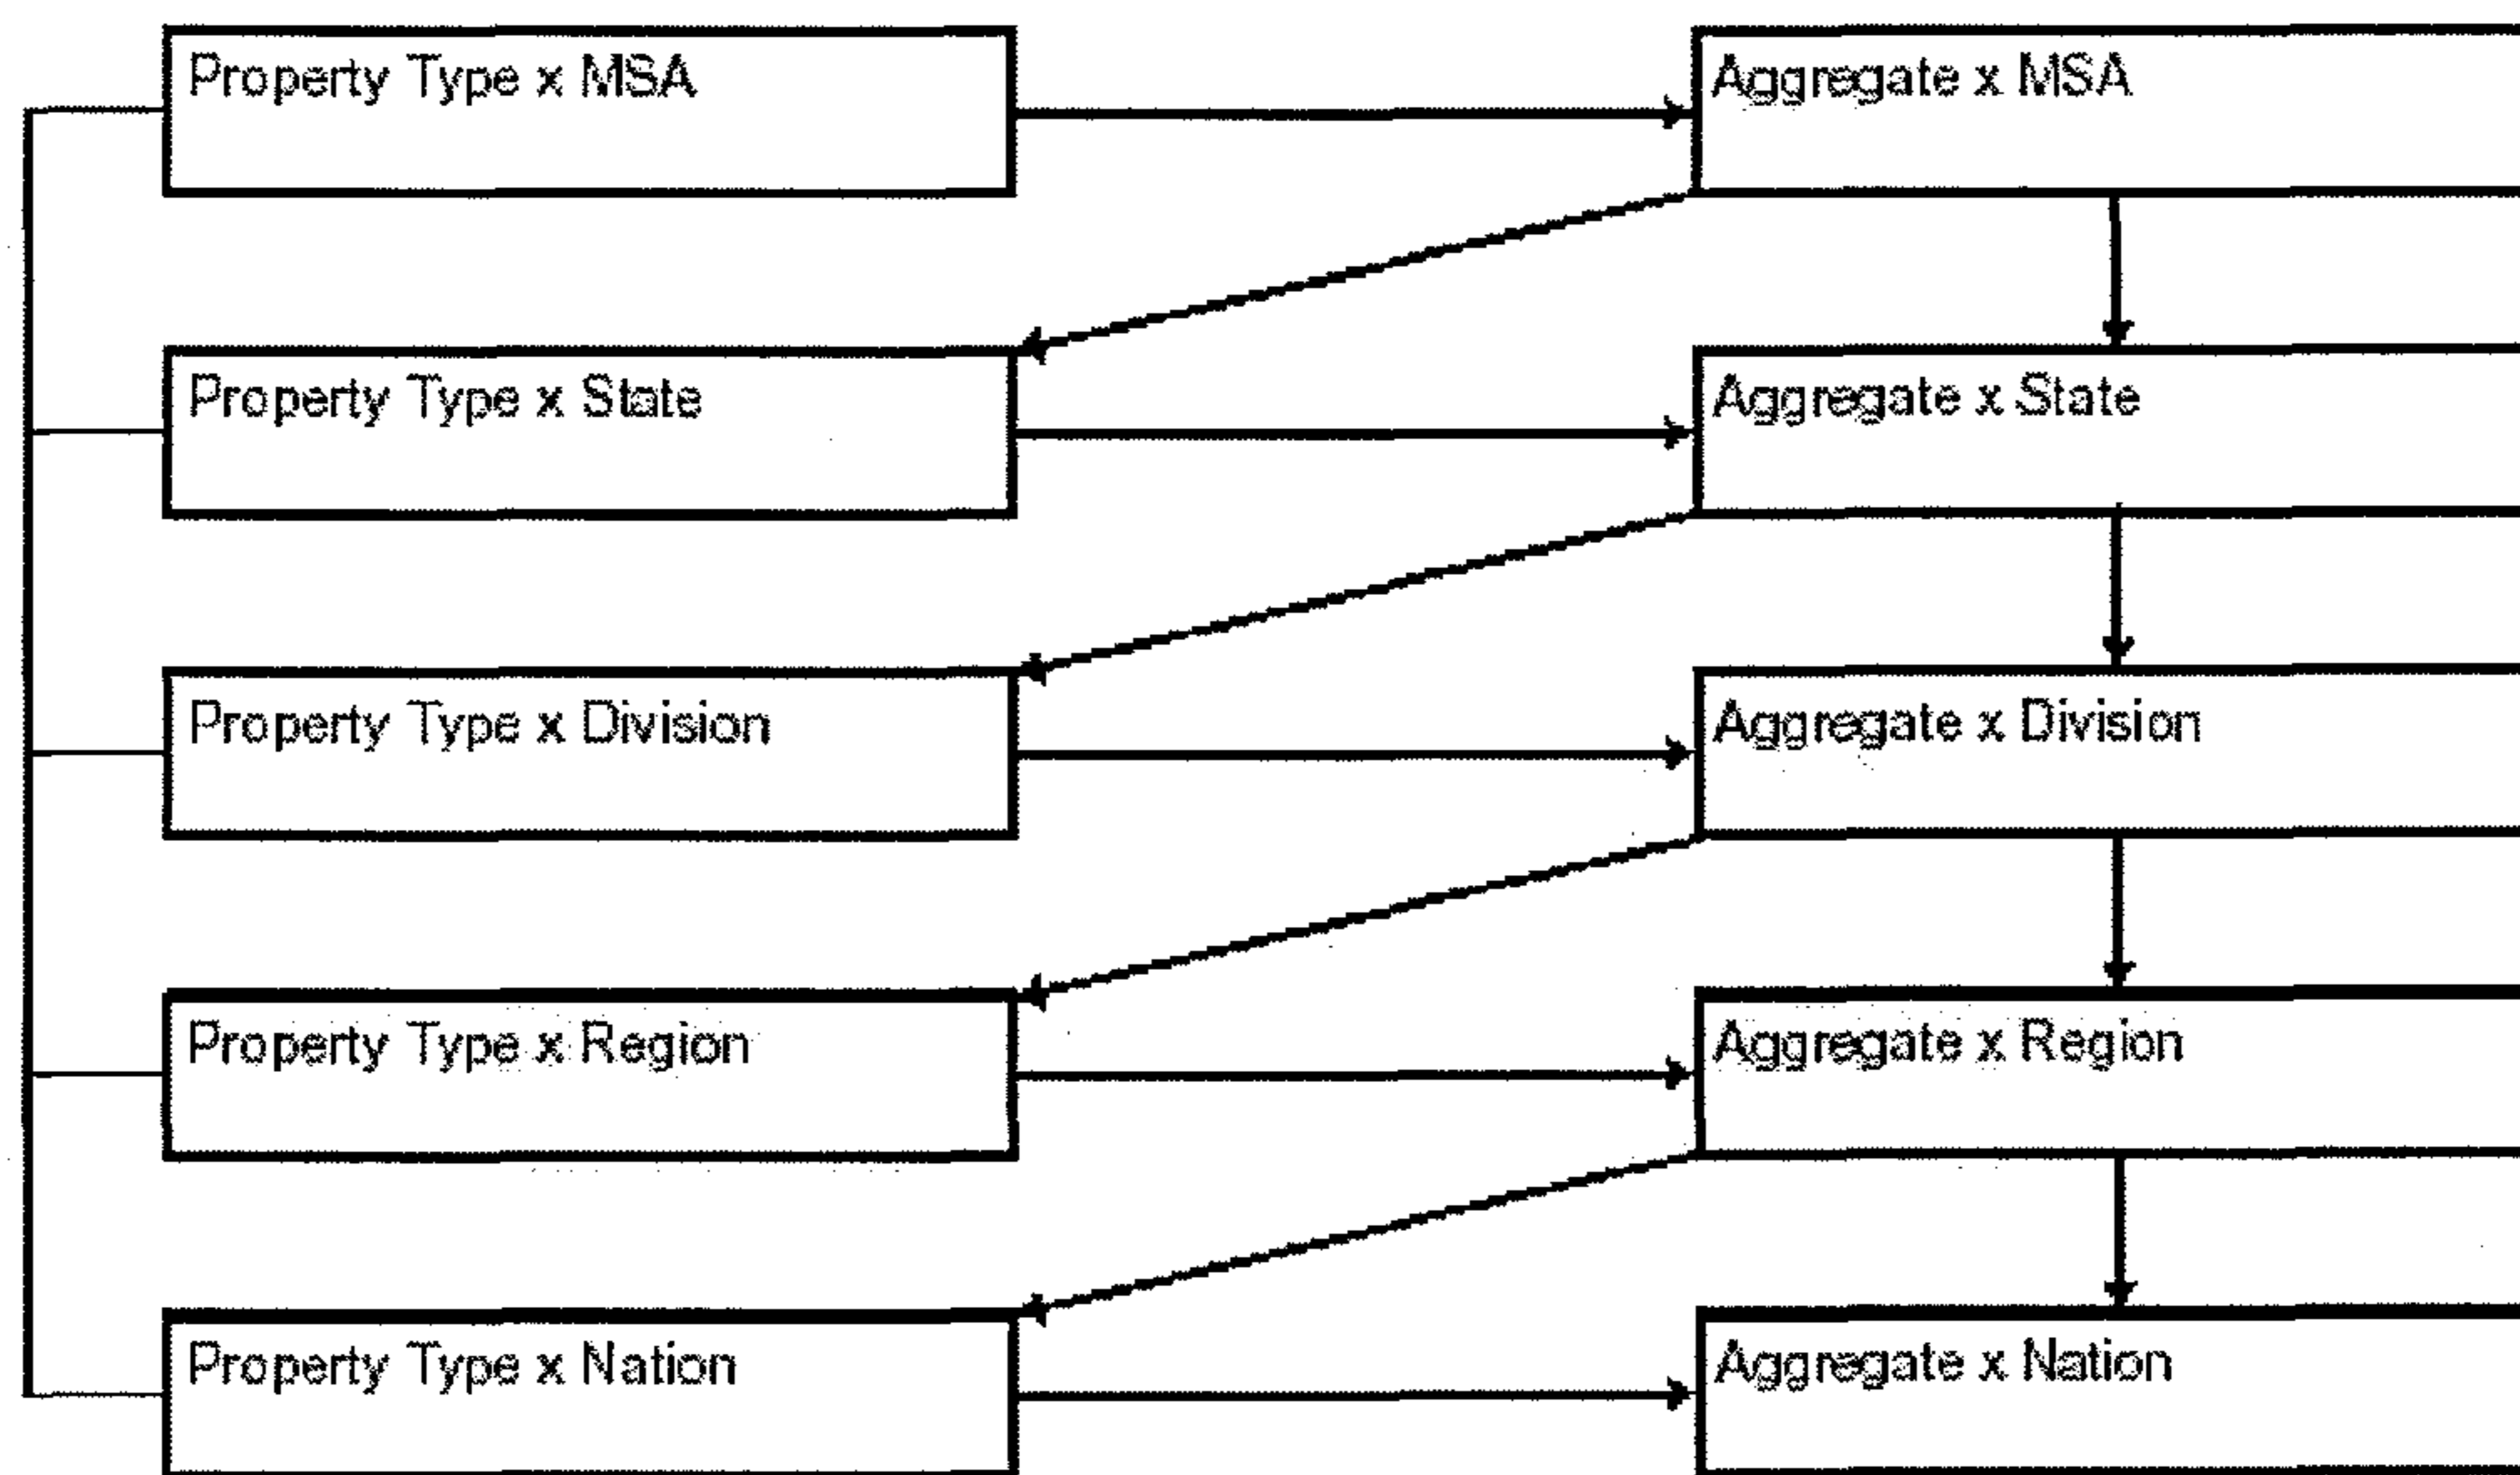 Property Type x MSA
Aggregate x MSA
Property Type x State
Aggregate x State
Property Type x Division
Aggregate x Division
Property Type x Region
Aggregate x Region
Property Type x Nation
Aggregate x Nation